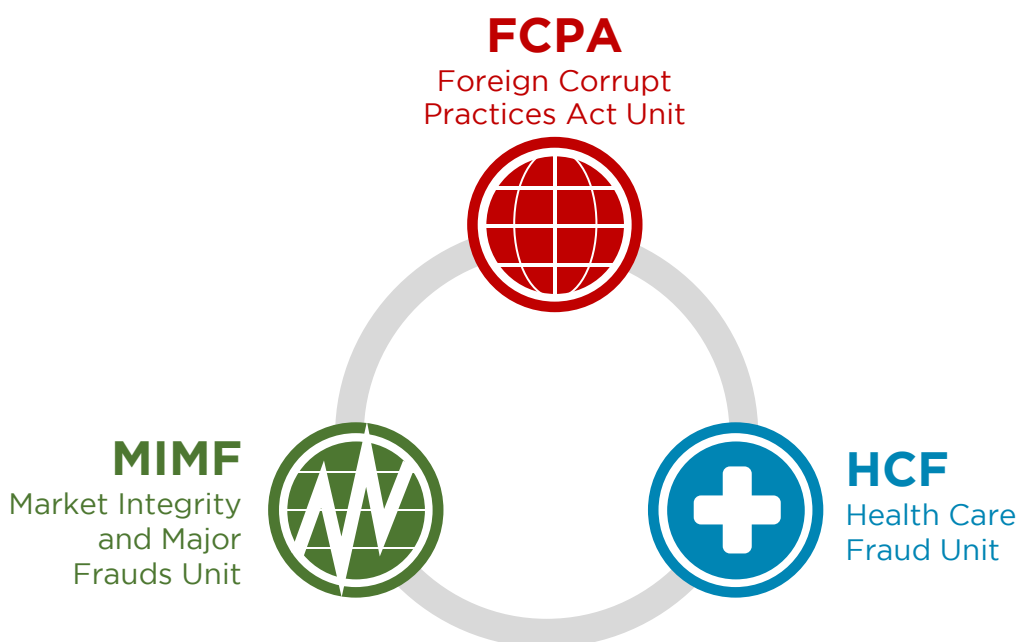 FCPA
Foreign Corrupt
Practices Act Unit
MIMF
Market Integrity
and Major
Frauds Unit
HCF
Health Care
Fraud Unit